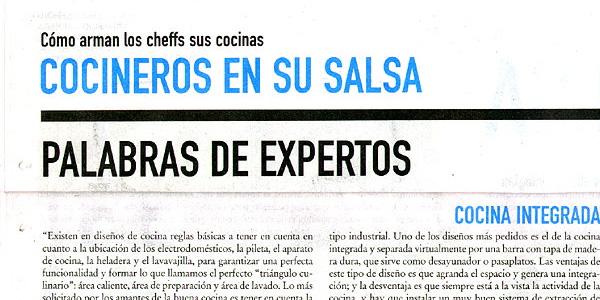 Cómo arman los cheffs sus cocinas
COCINEROS EN SU SALSA
PALABRAS DE EXPERTOS
COCINA INTEGRADA
“Existen en diseños de cocina reglas básicas a tener en cuenta en
cuanto a la ubicación de los electrodomésticos, la pileta, el aparato
de cocina, la heladera y el lavavajilla, para garantizar una perfecta
funcionalidad y formar lo que llamamos el perfecto “triángulo cu-
linario”: área caliente, área de preparación y área de lavado. Lo más
solicitado por los amantes de la buena cocina es tener en cuenta la
tipo industrial. Uno de los diseños más pedidos es el de la cocina
integrada y separada virtualmente por una barra con tapa de made-
ra dura, que sirve como desayunador o pasaplatos. Las ventajas de
este tipo de diseño es que agranda el espacio y genera una integra-
ción; y la desventaja es que siempre está a la vista la actividad de la
cocina, y hay que instalar un muy buen sistema de extracción de